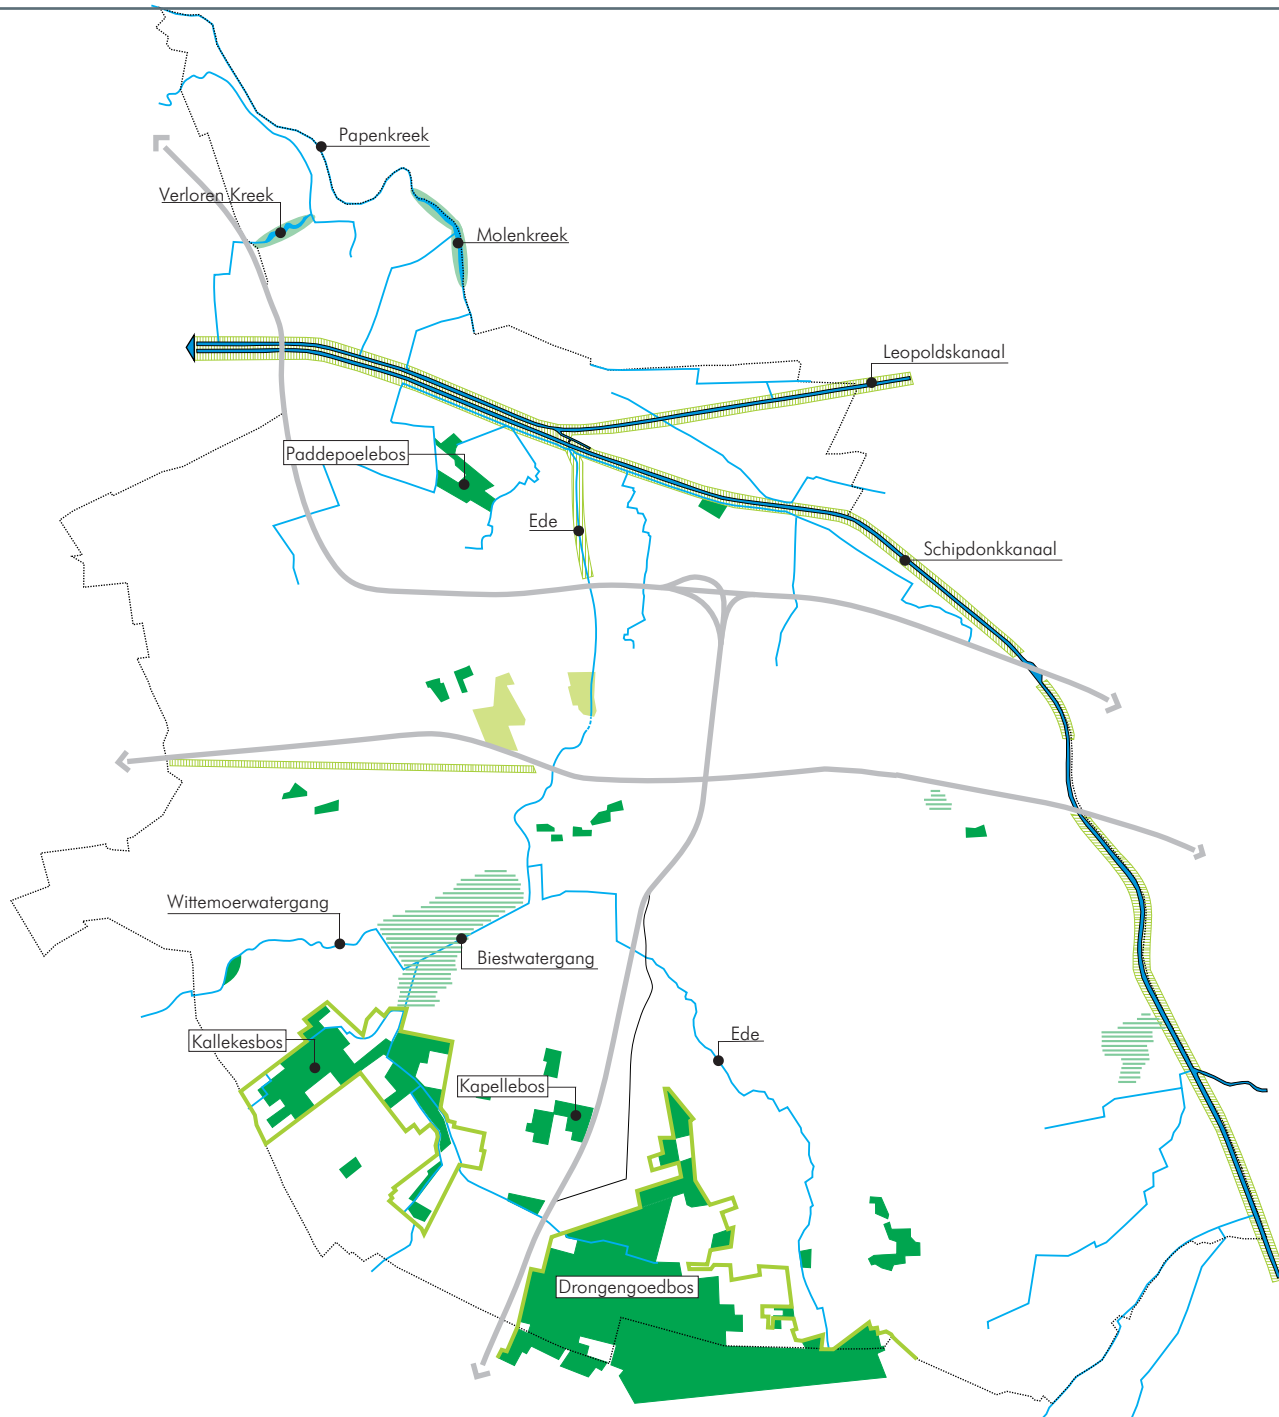 Papenkreek
Verloren Kreek
Molenkreek
Leopoldskanaal
Paddepoelebos
Ede
Schipdonkkanaal
Wittemoerwatergang
Biestwatergang
Kallekesbos
Ede
Kapellebos
Drongengoedbos